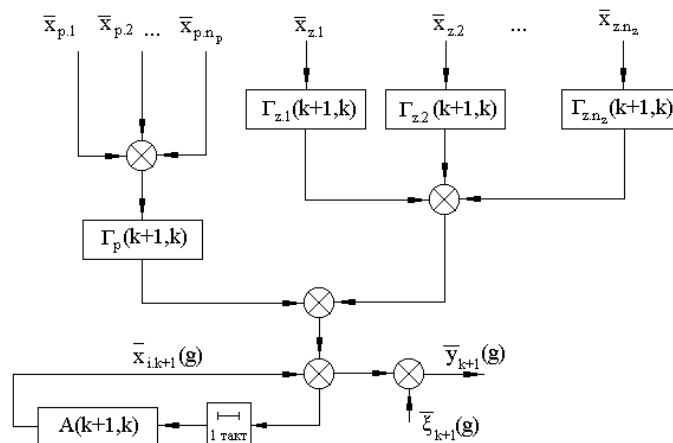 x̄p.1 x̄p.2 ... x̄p.np x̄z.1 x̄z.2 ... x̄z.nz
Γz.1(k+1,k) Γz.2(k+1,k) Γz.nz(k+1,k)
Γp(k+1,k)
x̄i.k+1(g) ȳk+1(g)
A(k+1,k) 1 такт ξ̄k+1(g)